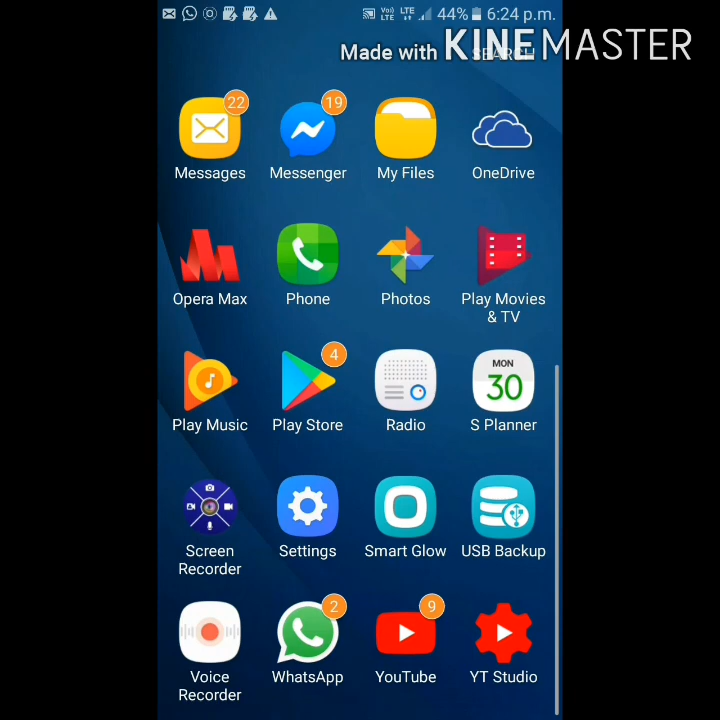 44% 6:24 p.m.
Made with KINEMASTER
SEARCH
22
19
Messages
Messenger
My Files
OneDrive
Opera Max
Phone
Photos
Play Movies
& TV
4
MON
30
Play Music
Play Store
Radio
S Planner
Screen
Recorder
Settings
Smart Glow
USB Backup
2
9
Voice
Recorder
WhatsApp
YouTube
YT Studio